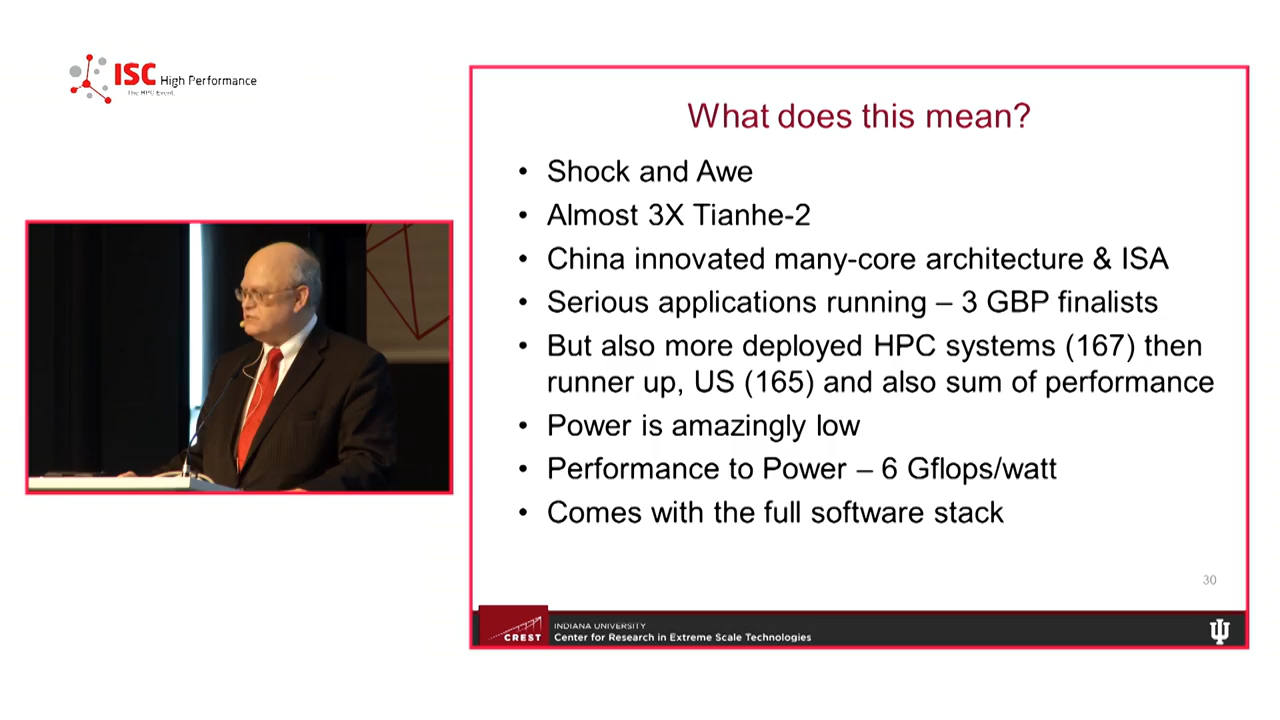 ISC High Performance
The HPC Event.
What does this mean?
• Shock and Awe
• Almost 3X Tianhe-2
• China innovated many-core architecture & ISA
• Serious applications running – 3 GBP finalists
• But also more deployed HPC systems (167) then
runner up, US (165) and also sum of performance
• Power is amazingly low
• Performance to Power – 6 Gflops/watt
• Comes with the full software stack
30
CREST
INDIANA UNIVERSITY
Center for Research in Extreme Scale Technologies